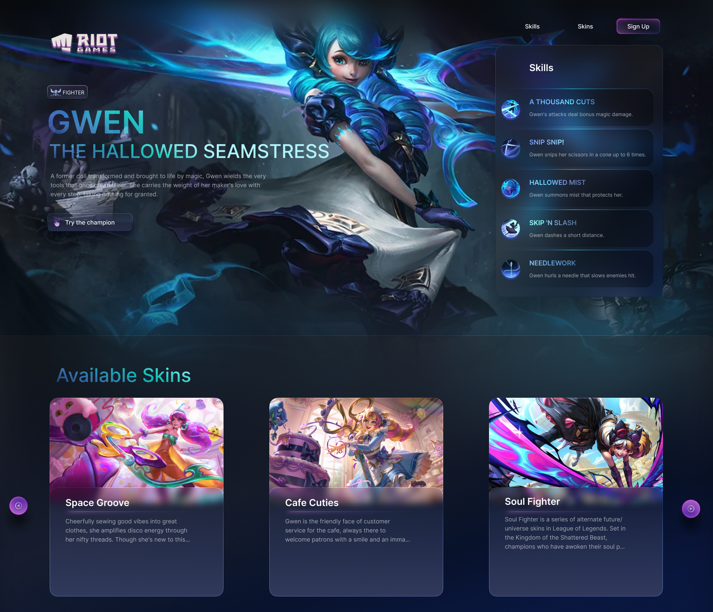 RIOT
GAMES
Skills
Skins
Sign Up
FIGHTER
GWEN
THE HALLOWED SEAMSTRESS
A former doll transformed and brought to life by magic, Gwen wields the very
tools that once created her. She carries the weight of her maker's love with
every step, taking nothing for granted.
Try the champion
Skills
A THOUSAND CUTS
Gwen's attacks deal bonus magic damage.
SNIP SNIP!
Gwen snips her scissors in a cone up to 6 times.
HALLOWED MIST
Gwen summons mist that protects her.
SKIP 'N SLASH
Gwen dashes a short distance.
NEEDLEWORK
Gwen hurls a needle that slows enemies hit.
Available Skins
Space Groove
Cheerfully sewing good vibes into great
clothes, she amplifies disco energy through
her nifty threads. Though she's new to this...
Cafe Cuties
Gwen is the friendly face of customer
service for the cafe, always there to
welcome patrons with a smile and an imma...
Soul Fighter
Soul Fighter is a series of alternate future/
universe skins in League of Legends. Set in
the Kingdom of the Shattered Beast,
champions who have awoken their soul p...